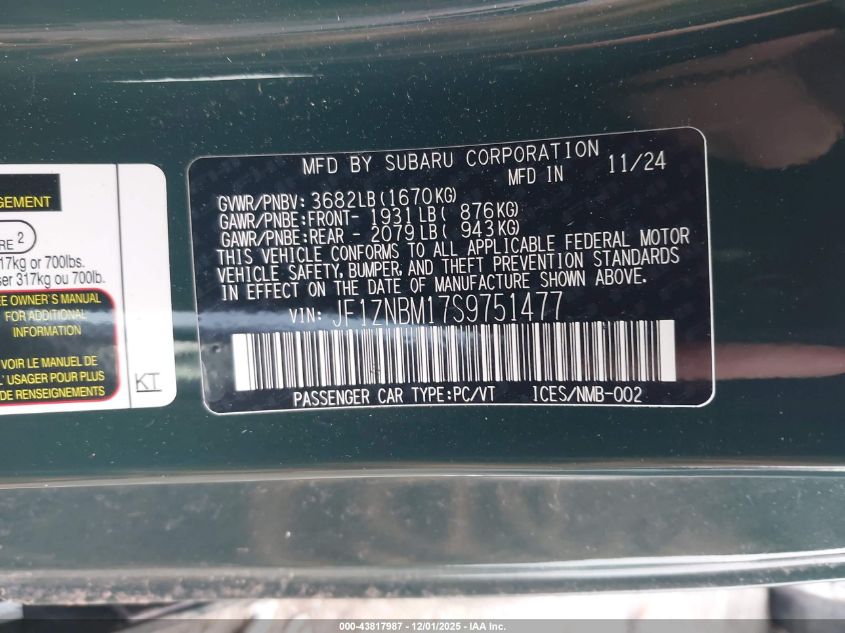 GEMENT
RE 2
17kg or 700lbs.
ser 317kg ou 700lb.
EE OWNER'S MANUAL
FOR ADDITIONAL
INFORMATION
VOIR LE MANUEL DE
L'USAGER POUR PLUS
DE RENSEIGNEMENTS
KT
MFD BY SUBARU CORPORATION
MFD IN 11/24
GVWR/PNBV: 3682LB(1670KG)
GAWR/PNBE:FRONT- 1931LB( 876KG)
GAWR/PNBE:REAR - 2079LB( 943KG)
THIS VEHICLE CONFORMS TO ALL APPLICABLE FEDERAL MOTOR
VEHICLE SAFETY, BUMPER, AND THEFT PREVENTION STANDARDS
IN EFFECT ON THE DATE OF MANUFACTURE SHOWN ABOVE.
VIN: JF1ZNBM17S9751477
PASSENGER CAR TYPE:PC/VT ICES/NMB-002
000-43817987 - 12/01/2025 - IAA Inc.